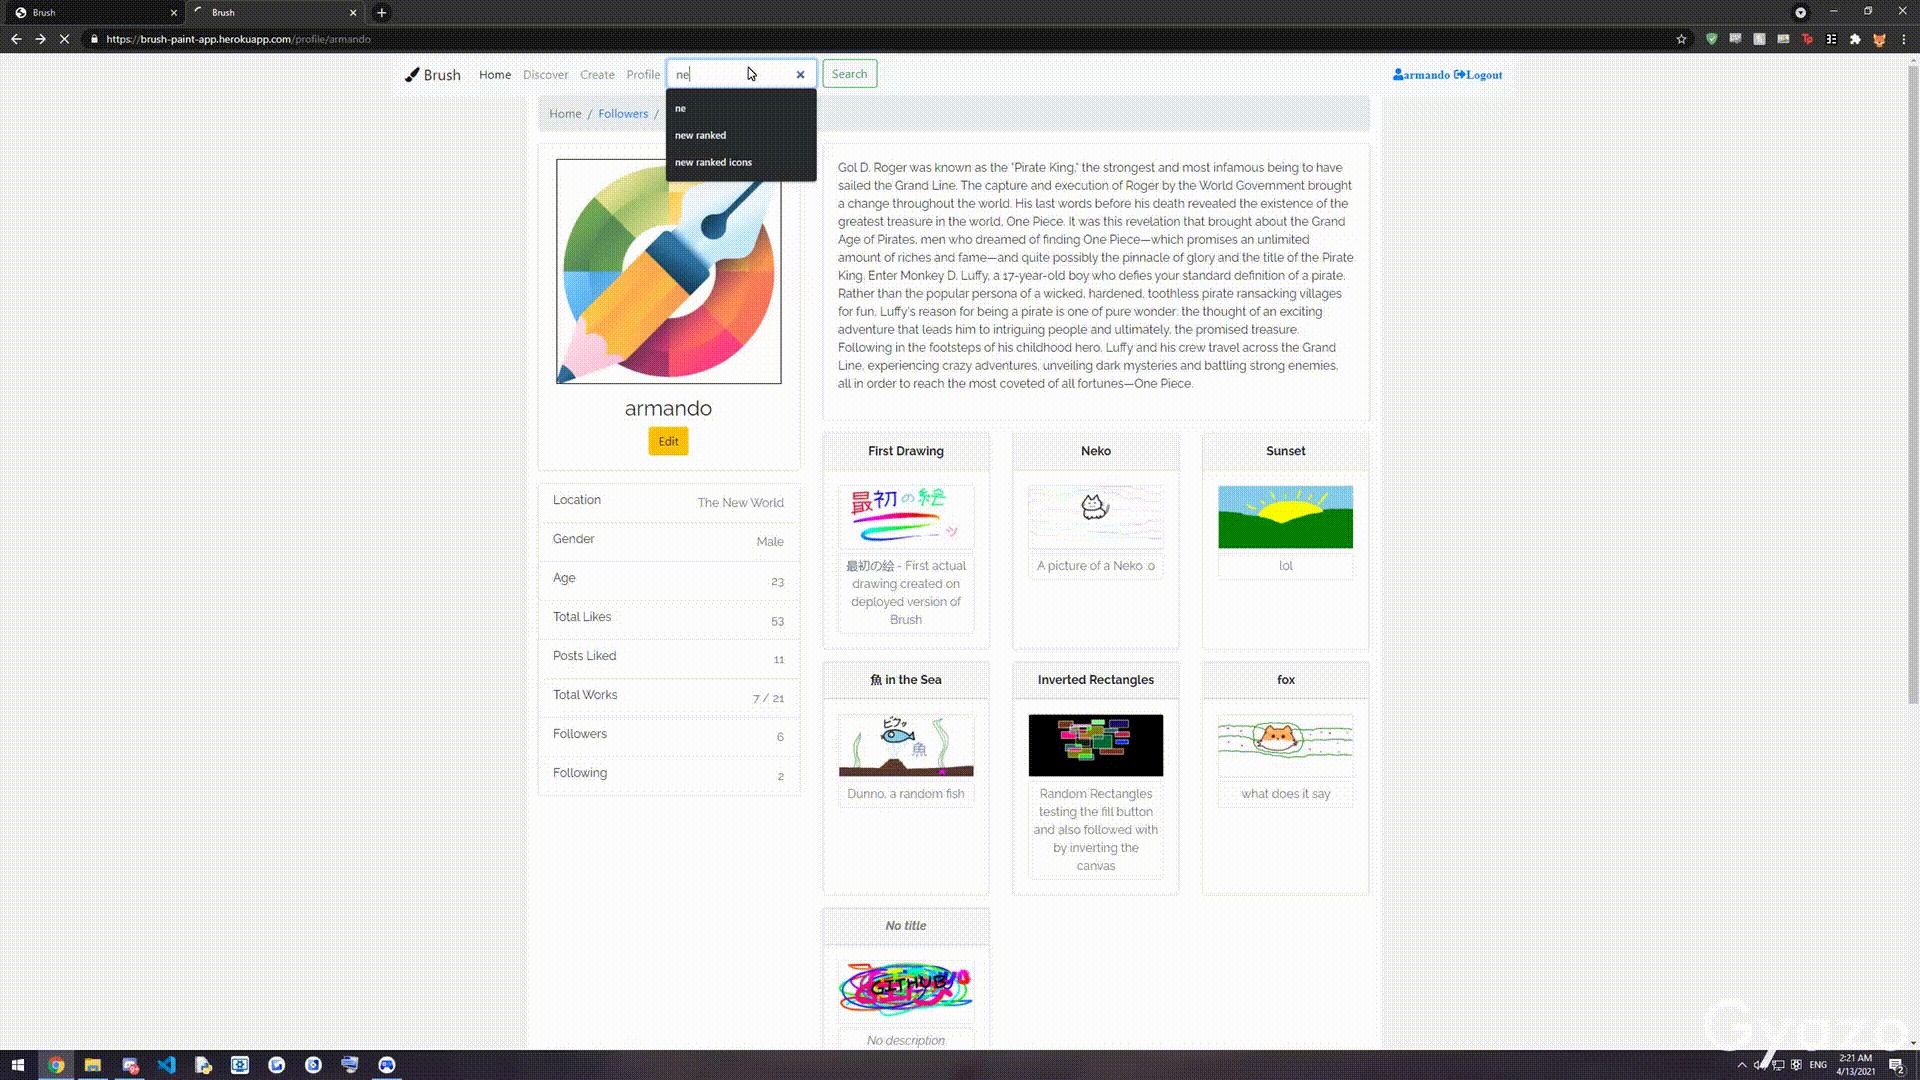 Brush
Brush
https://brush-paint-app.herokuapp.com/profile/armando
Brush
Home
Discover
Create
Profile
ne
Search
armando
Logout
ne
new ranked
new ranked icons
Home / Followers /
Gol D. Roger was known as the "Pirate King," the strongest and most infamous being to have
sailed the Grand Line. The capture and execution of Roger by the World Government brought
a change throughout the world. His last words before his death revealed the existence of the
greatest treasure in the world, One Piece. It was this revelation that brought about the Grand
Age of Pirates, men who dreamed of finding One Piece—which promises an unlimited
amount of riches and fame—and quite possibly the pinnacle of glory and the title of the Pirate
King. Enter Monkey D. Luffy, a 17-year-old boy who defies your standard definition of a pirate.
Rather than the popular persona of a wicked, hardened, toothless pirate ransacking villages
for fun, Luffy's reason for being a pirate is one of pure wonder: the thought of an exciting
adventure that leads him to intriguing people and ultimately, the promised treasure.
Following in the footsteps of his childhood hero, Luffy and his crew travel across the Grand
Line, experiencing crazy adventures, unveiling dark mysteries and battling strong enemies,
all in order to reach the most coveted of all fortunes—One Piece.
armando
Edit
Location The New World
Gender Male
Age 23
Total Likes 53
Posts Liked 11
Total Works 7 / 21
Followers 6
Following 2
First Drawing
最初の絵
ツ
最初の絵 - First actual
drawing created on
deployed version of
Brush
Neko
A picture of a Neko :o
Sunset
lol
魚 in the Sea
魚
Dunno, a random fish
Inverted Rectangles
Random Rectangles
testing the fill button
and also followed with
by inverting the
canvas
fox
what does it say
No title
GITHUB
No description
Gyazo
ENG
2:21 AM
4/13/2021
2